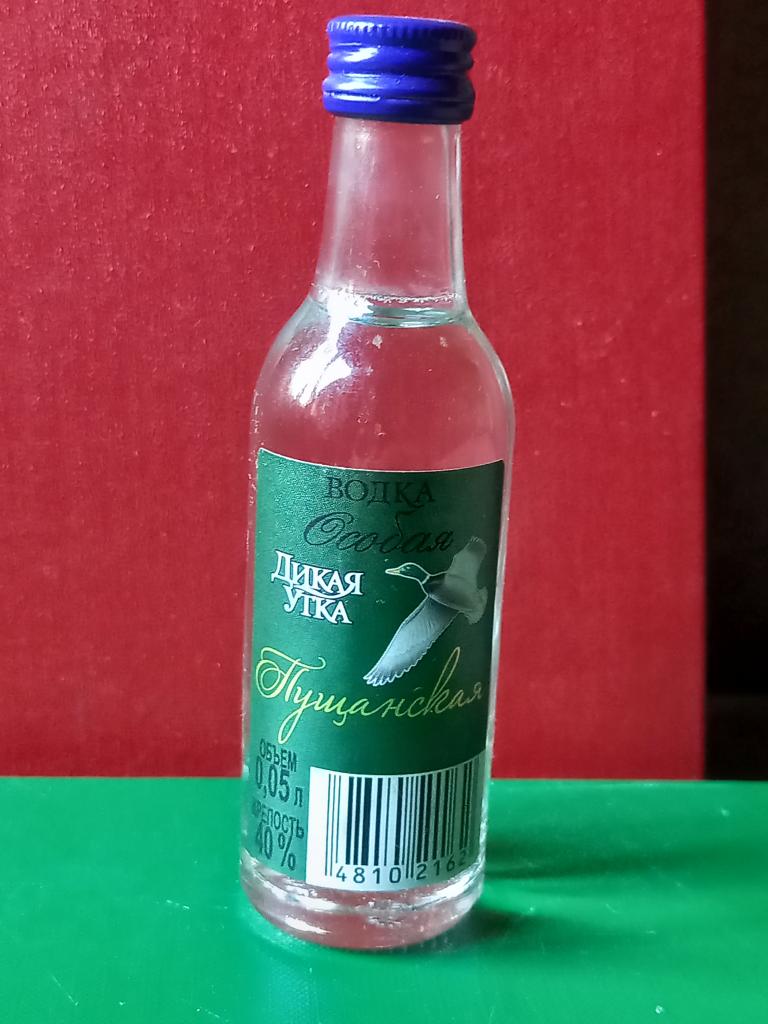 ВОДКА
Особая
ДИКАЯ
УТКА
Пущанская
ОБЪЕМ
0,05 л
КРЕПОСТЬ
40 %
4810 2162